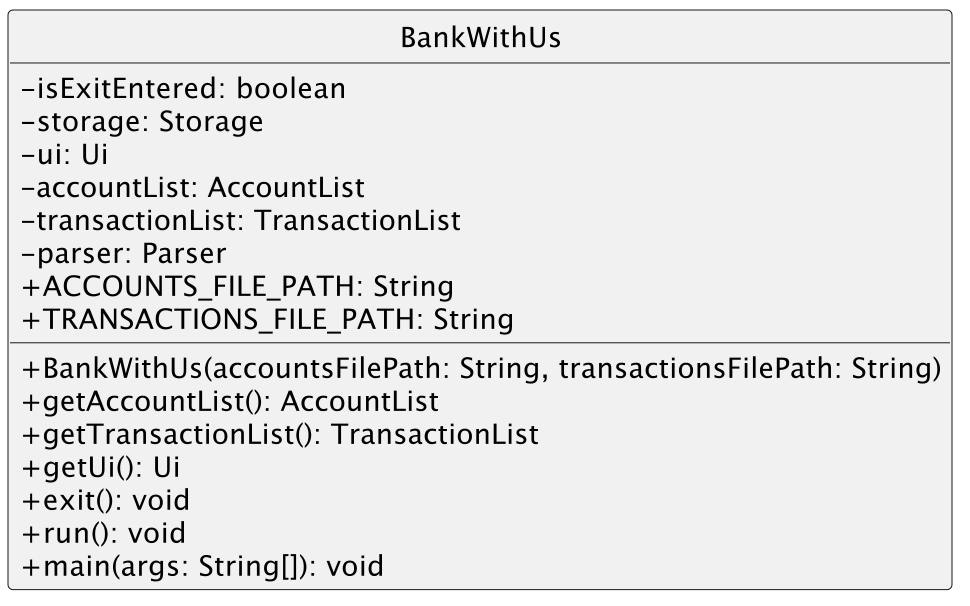 BankWithUs
-isExitEntered: boolean
-storage: Storage
-ui: Ui
-accountList: AccountList
-transactionList: TransactionList
-parser: Parser
+ACCOUNTS_FILE_PATH: String
+TRANSACTIONS_FILE_PATH: String
+BankWithUs(accountsFilePath: String, transactionsFilePath: String)
+getAccountList(): AccountList
+getTransactionList(): TransactionList
+getUi(): Ui
+exit(): void
+run(): void
+main(args: String[]): void